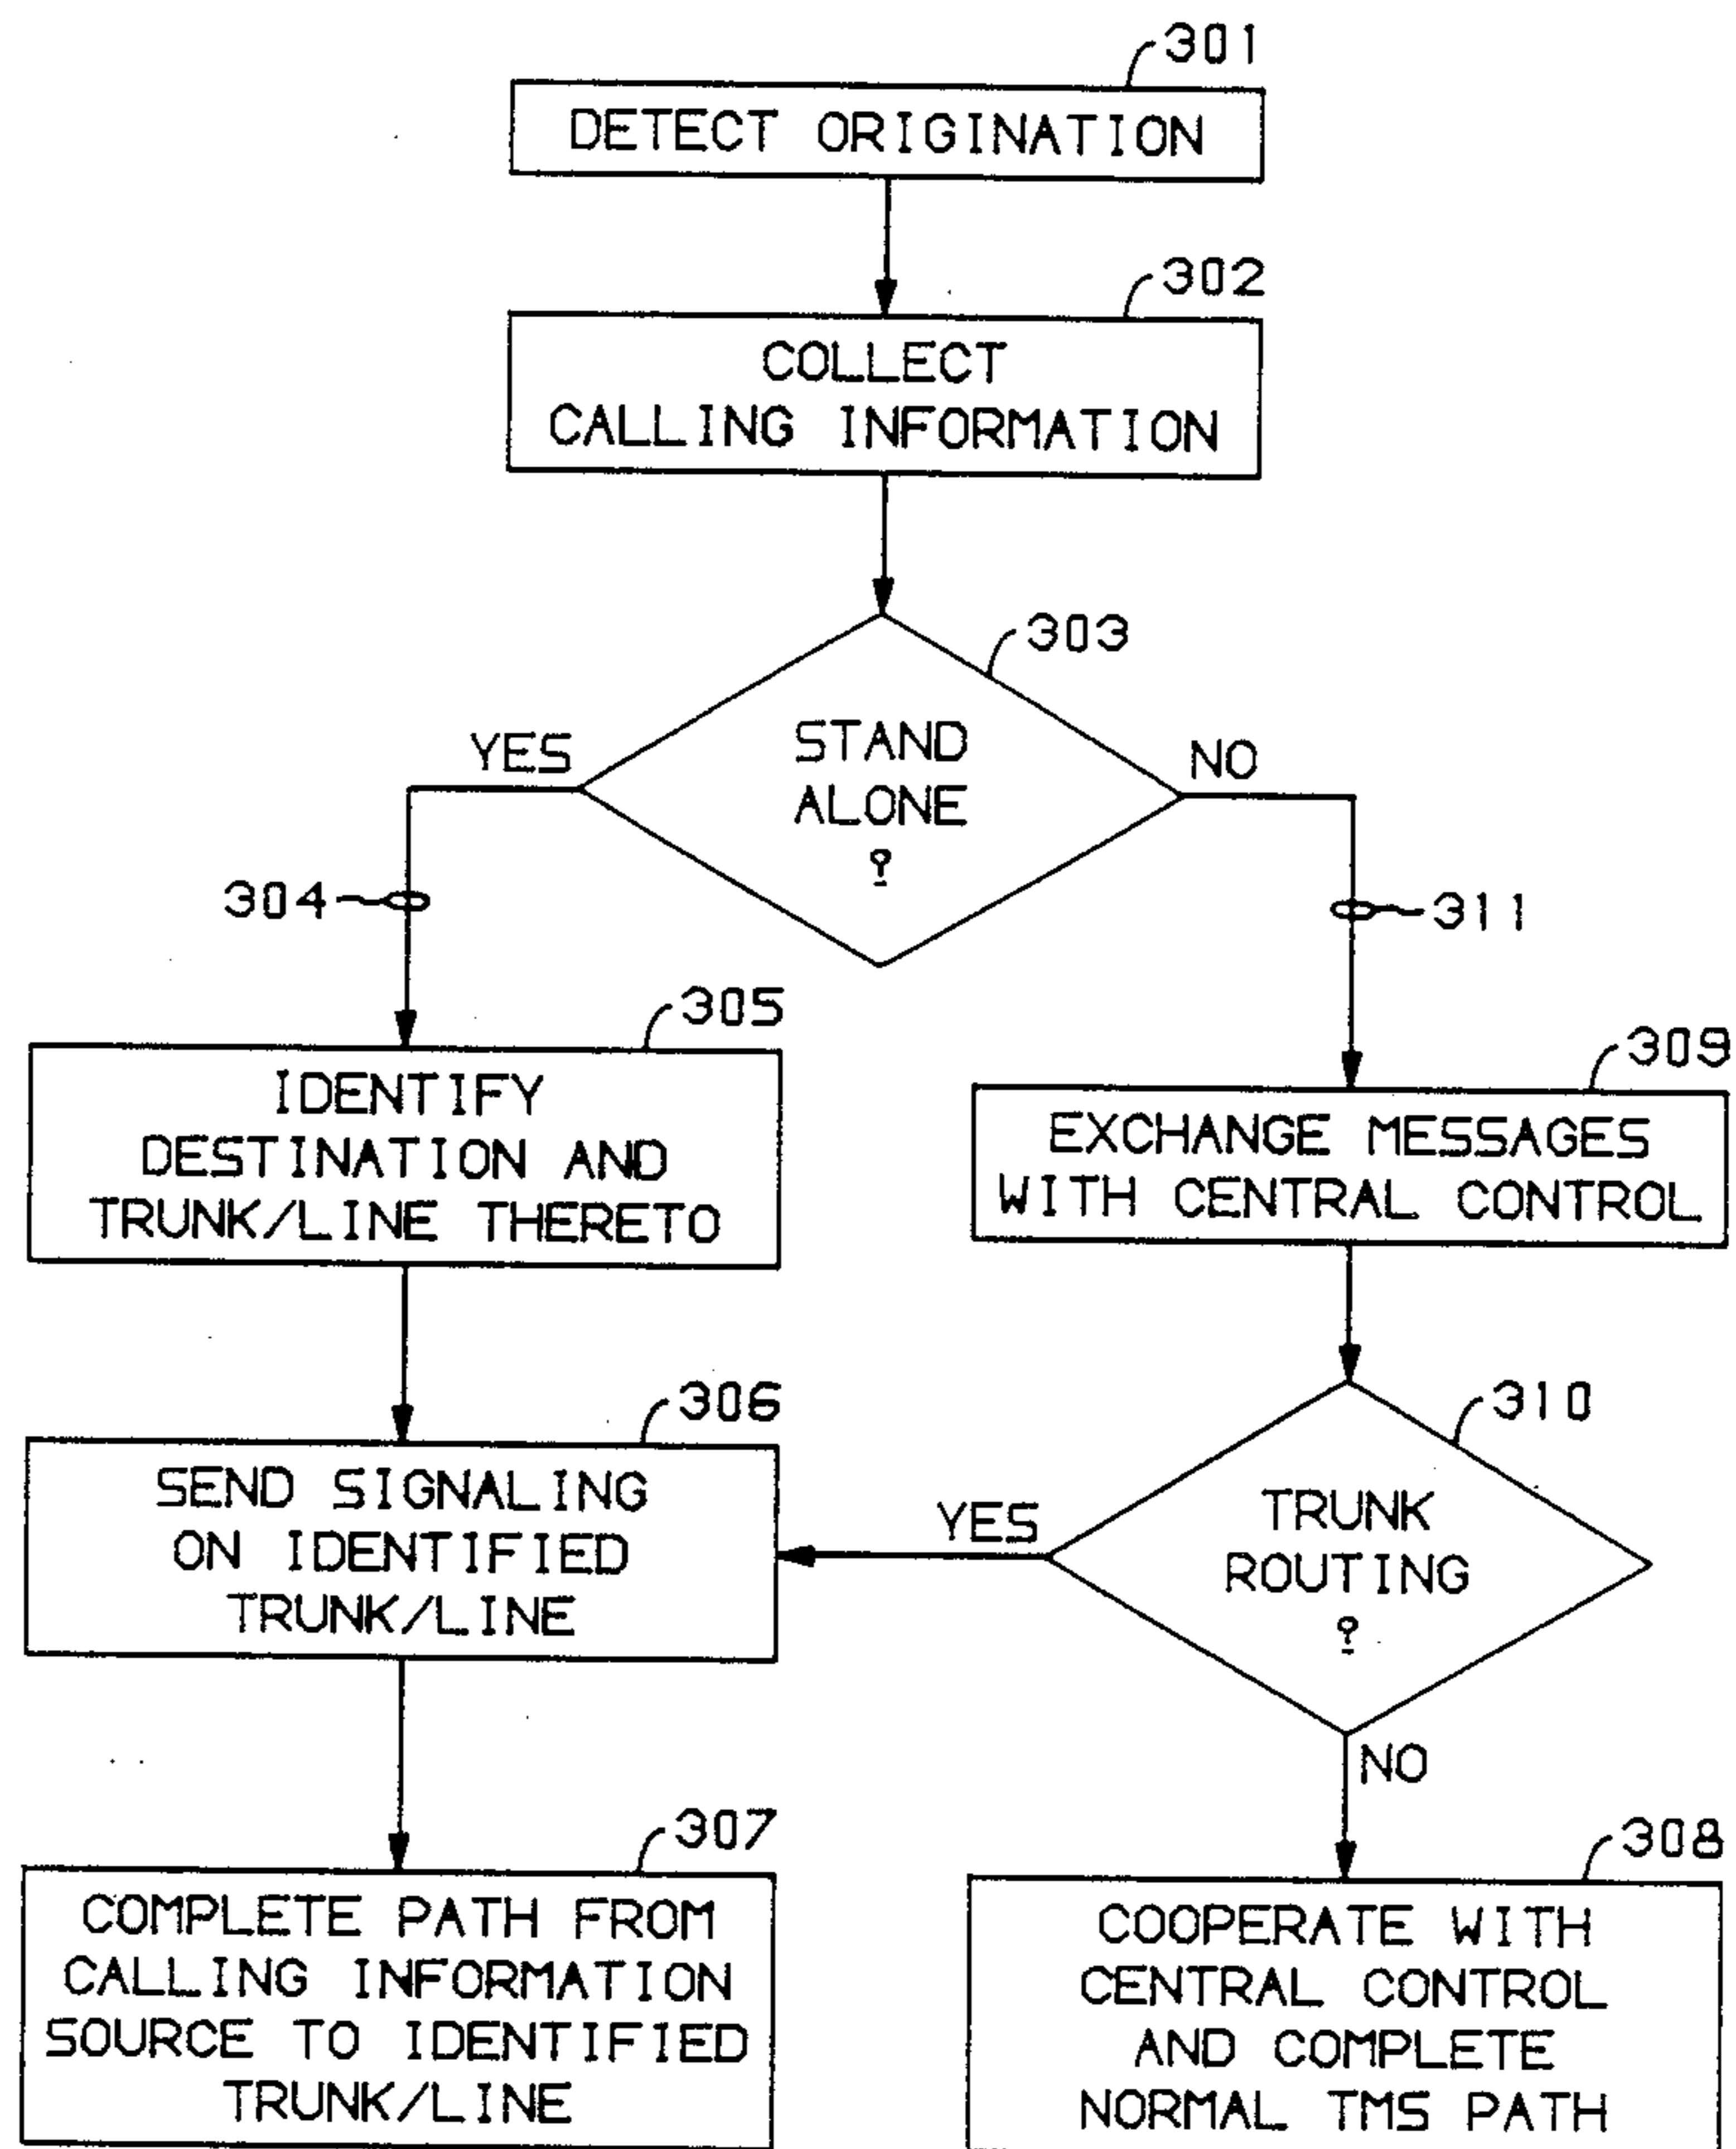 301
DETECT ORIGINATION
302
COLLECT
CALLING INFORMATION
303
STAND
ALONE
?
YES
NO
304
311
305
IDENTIFY
DESTINATION AND
TRUNK/LINE THERETO
309
EXCHANGE MESSAGES
WITH CENTRAL CONTROL
306
SEND SIGNALING
ON IDENTIFIED
TRUNK/LINE
310
TRUNK
ROUTING
?
YES
NO
307
COMPLETE PATH FROM
CALLING INFORMATION
SOURCE TO IDENTIFIED
TRUNK/LINE
308
COOPERATE WITH
CENTRAL CONTROL
AND COMPLETE
NORMAL TMS PATH